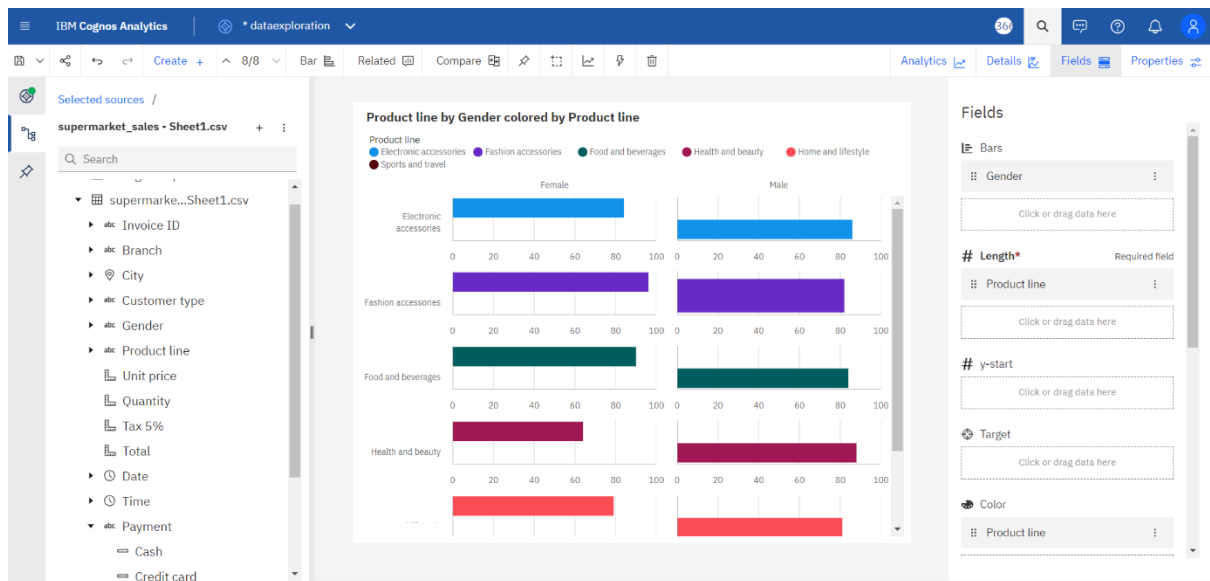 IBM Cognos Analytics
* dataexploration
Create +
8/8
Bar
Related
Compare
Analytics
Details
Fields
Properties
Selected sources /
supermarket_sales - Sheet1.csv
Search
supermarke...Sheet1.csv
abc Invoice ID
abc Branch
City
abc Customer type
abc Gender
abc Product line
Unit price
Quantity
Tax 5%
Total
Date
Time
abc Payment
Cash
Credit card
Product line by Gender colored by Product line
Product line
Electronic accessories Fashion accessories Food and beverages Health and beauty Home and lifestyle
Sports and travel
Female Male
Electronic
accessories
0 20 40 60 80 100 0 20 40 60 80 100
Fashion accessories
0 20 40 60 80 100 0 20 40 60 80 100
Food and beverages
0 20 40 60 80 100 0 20 40 60 80 100
Health and beauty
0 20 40 60 80 100 0 20 40 60 80 100
Fields
Bars
Gender
Click or drag data here
# Length* Required field
Product line
Click or drag data here
# y-start
Click or drag data here
Target
Click or drag data here
Color
Product line